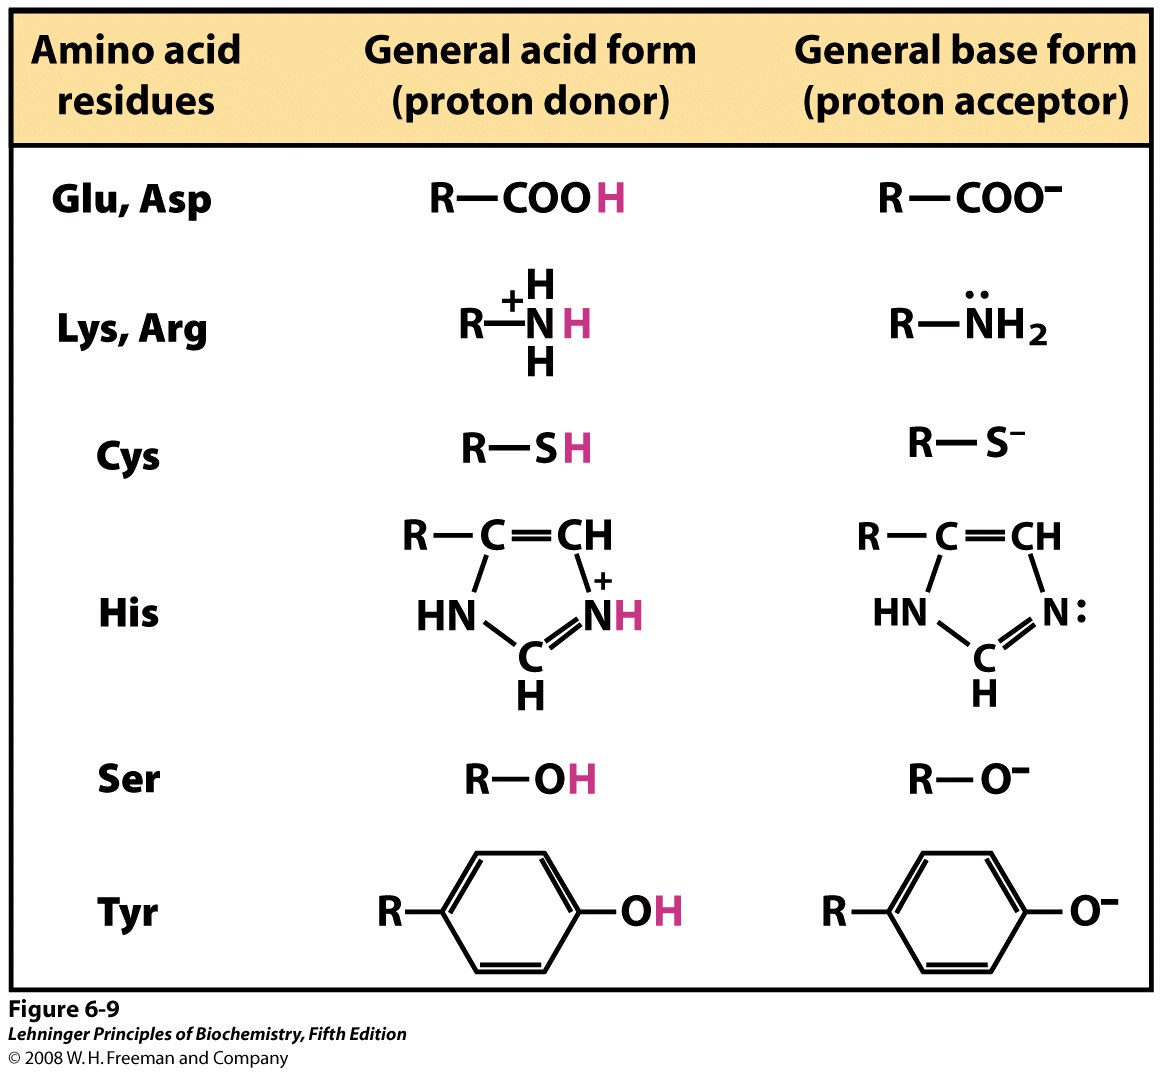 Amino acid residues
General acid form (proton donor)
General base form (proton acceptor)
Glu, Asp
R—COOH
R—COO−
Lys, Arg
H
+
R—NH
H
R—N̈H₂
Cys
R—SH
R—S−
R—C=CH
R—C=CH
+
His
HN NH
HN N:
C
C
H
H
Ser
R—OH
R—O−
Tyr
R OH
R O−
Figure 6-9
Lehninger Principles of Biochemistry, Fifth Edition
© 2008 W. H. Freeman and Company